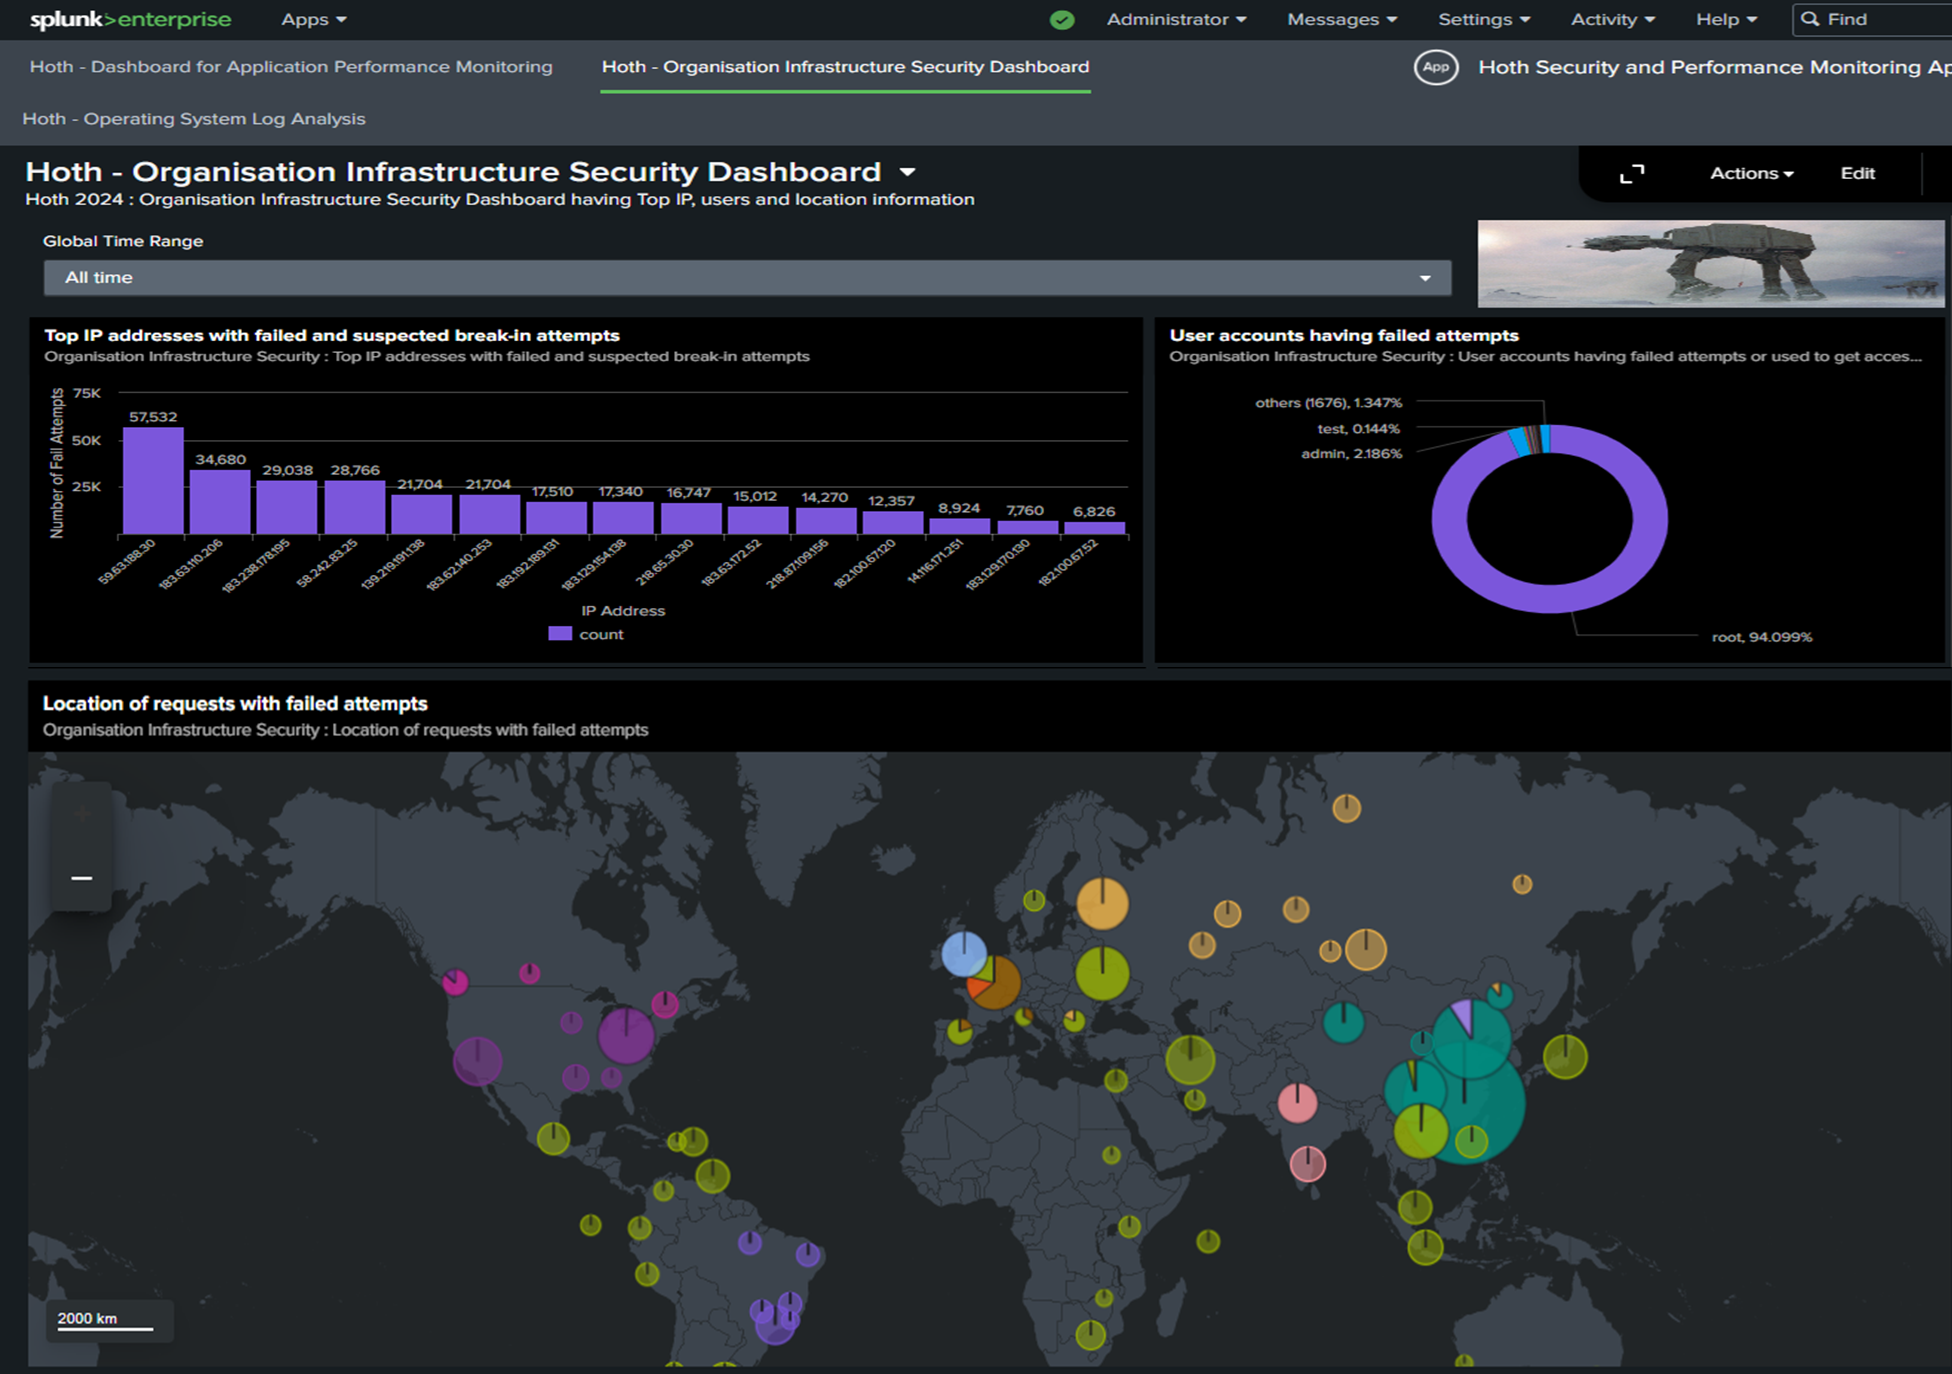 splunk>enterprise Apps Administrator Messages Settings Activity Help Find
Hoth - Dashboard for Application Performance Monitoring Hoth - Organisation Infrastructure Security Dashboard App Hoth Security and Performance Monitoring Ap
Hoth - Operating System Log Analysis
Hoth - Organisation Infrastructure Security Dashboard
Actions Edit
Hoth 2024 : Organisation Infrastructure Security Dashboard having Top IP, users and location information
Global Time Range
All time
Top IP addresses with failed and suspected break-in attempts
Organisation Infrastructure Security : Top IP addresses with failed and suspected break-in attempts
Number of Fail Attempts
75K
50K
25K
57,532
34,680
29,038
28,766
21,704
21,704
17,510
17,340
16,747
15,012
14,270
12,357
8,924
7,760
6,826
59.63.188.30
183.63.110.206
183.238.178.195
58.242.83.25
139.219.191.138
183.62.140.253
183.192.189.131
183.129.154.138
218.65.30.30
183.63.172.52
218.87.109.156
182.100.67.120
14.116.171.251
183.129.170.130
182.100.67.52
IP Address
count
User accounts having failed attempts
Organisation Infrastructure Security : User accounts having failed attempts or used to get acces...
others (1676), 1.347%
test, 0.144%
admin, 2.186%
root, 94.099%
Location of requests with failed attempts
Organisation Infrastructure Security : Location of requests with failed attempts
2000 km